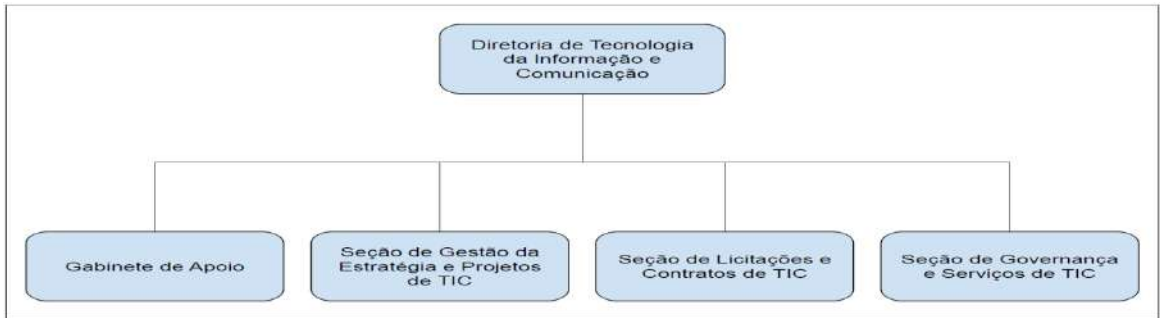 Diretoria de Tecnologia
da Informação e
Comunicação
Gabinete de Apoio
Seção de Gestão da
Estratégia e Projetos
de TIC
Seção de Licitações e
Contratos de TIC
Seção de Governança
e Serviços de TIC